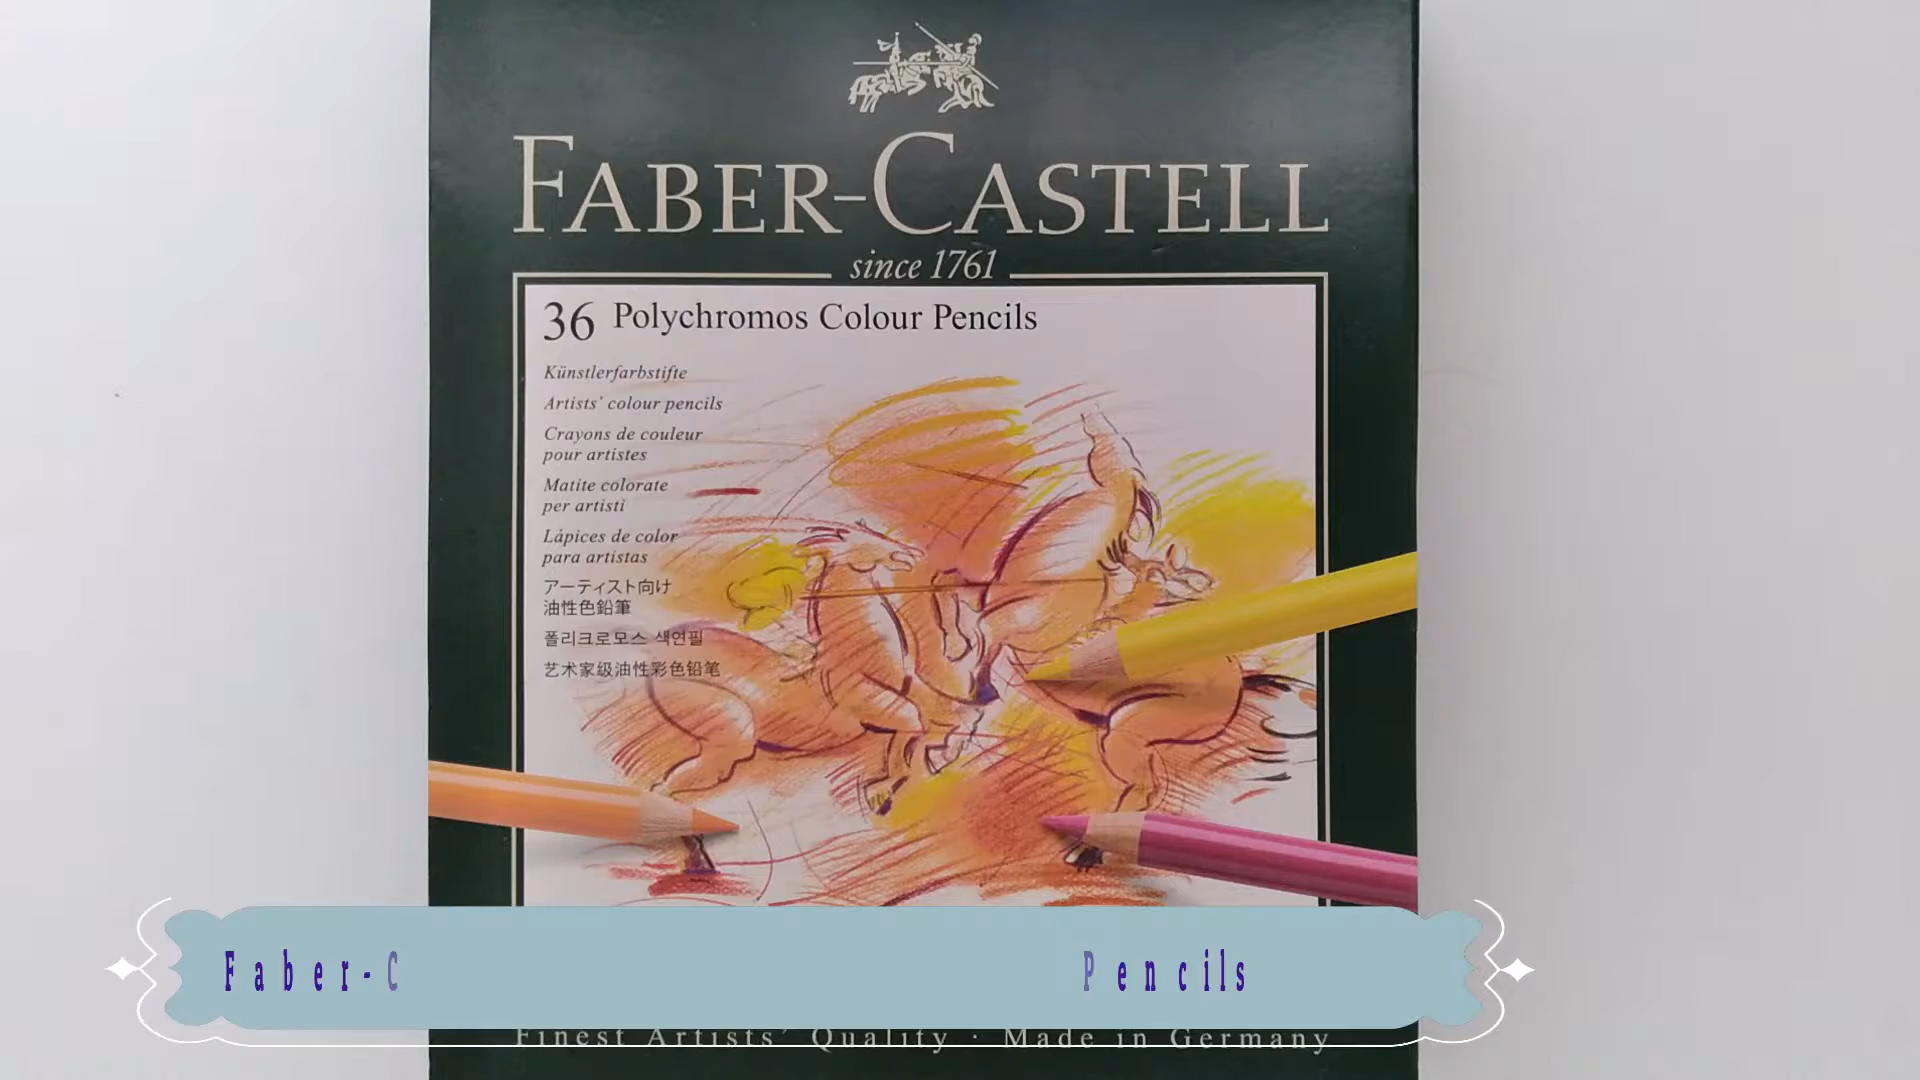 FABER-CASTELL
since 1761
36 Polychromos Colour Pencils
Künstlerfarbstifte
Artists' colour pencils
Crayons de couleur
pour artistes
Matite colorate
per artisti
Lápices de color
para artistas
アーティスト向け
油性色鉛筆
폴리크로모스 색연필
艺术家级油性彩色铅笔
Faber-C Pencils
Finest Artists' Quality · Made in Germany